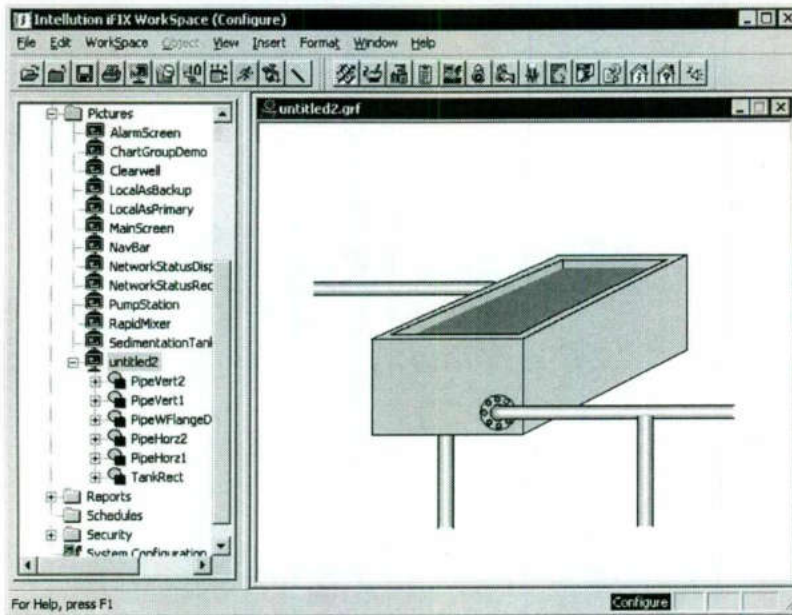 Intellution iFIX WorkSpace (Configure)
File Edit WorkSpace Object View Insert Format Window Help
Pictures
AlarmScreen
ChartGroupDemo
Clearwell
LocalAsBackup
LocalAsPrimary
MainScreen
NavBar
NetworkStatusDisp
NetworkStatusRec
PumpStation
RapidMixer
SedimentationTank
untitled2
PipeVert2
PipeVert1
PipeWFlangeD
PipeHorz2
PipeHorz1
TankRect
Reports
Schedules
Security
System Configuration
untitled2.grf
For Help, press F1
Configure